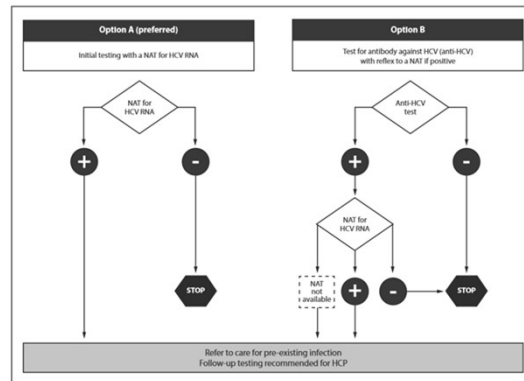 Option A (preferred)
Initial testing with a NAT for HCV RNA
NAT for
HCV RNA
+
-
STOP
Option B
Test for antibody against HCV (anti-HCV)
with reflex to a NAT if positive
Anti-HCV
test
+
-
NAT for
HCV RNA
NAT
not
available
+
-
STOP
Refer to care for pre-existing infection
Follow-up testing recommended for HCP